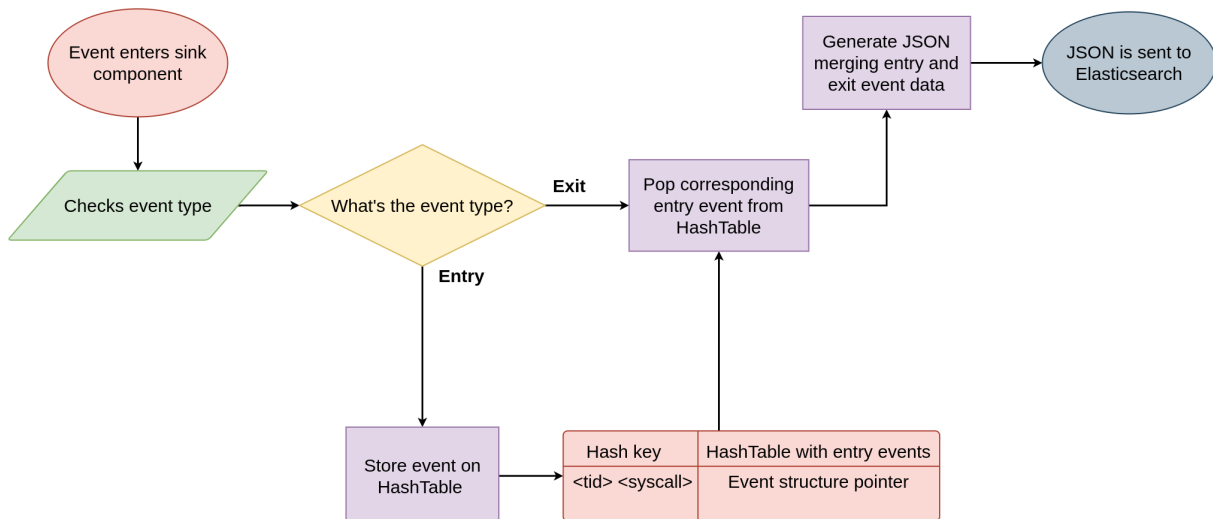 Event enters sink
component
Checks event type
What's the event type?
Exit
Entry
Pop corresponding
entry event from
HashTable
Generate JSON
merging entry and
exit event data
JSON is sent to
Elasticsearch
Store event on
HashTable
Hash key
HashTable with entry events
<tid> <syscall>
Event structure pointer